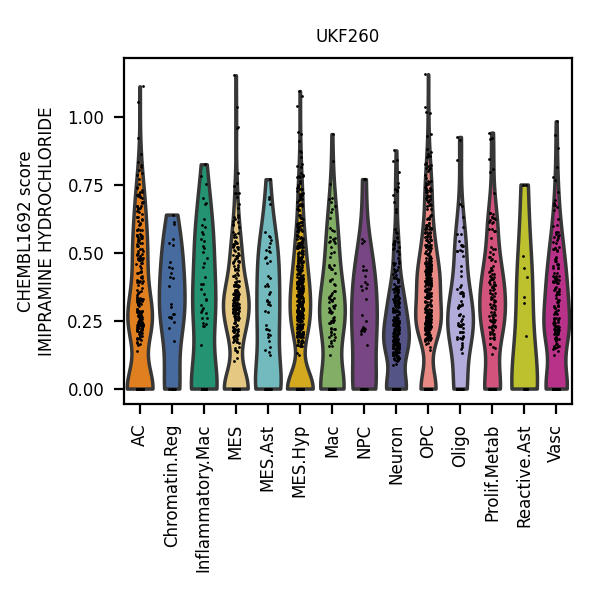 UKF260
CHEMBL1692 score
IMIPRAMINE HYDROCHLORIDE
1.00
0.75
0.50
0.25
0.00
AC
Chromatin.Reg
Inflammatory.Mac
MES
MES.Ast
MES.Hyp
Mac
NPC
Neuron
OPC
Oligo
Prolif.Metab
Reactive.Ast
Vasc